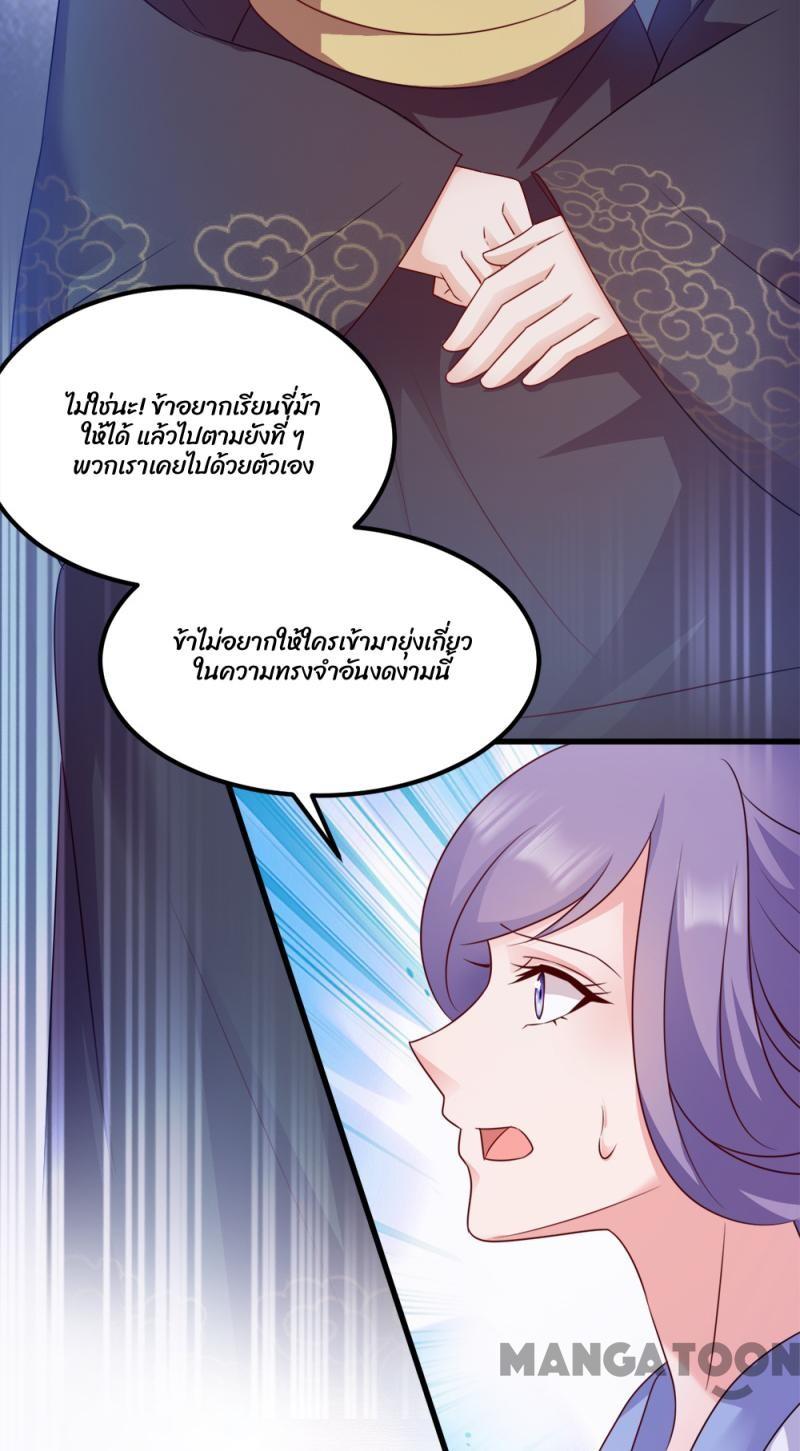 ไม่ใช่นะ! ข้าอยากเรียนขี่ม้า
ให้ได้ แล้วไปตามยังที่ ๆ
พวกเราเคยไปด้วยตัวเอง
ข้าไม่อยากให้ใครเข้ามายุ่งเกี่ยว
ในความทรงจำอันงดงามนี้
MANGATOON